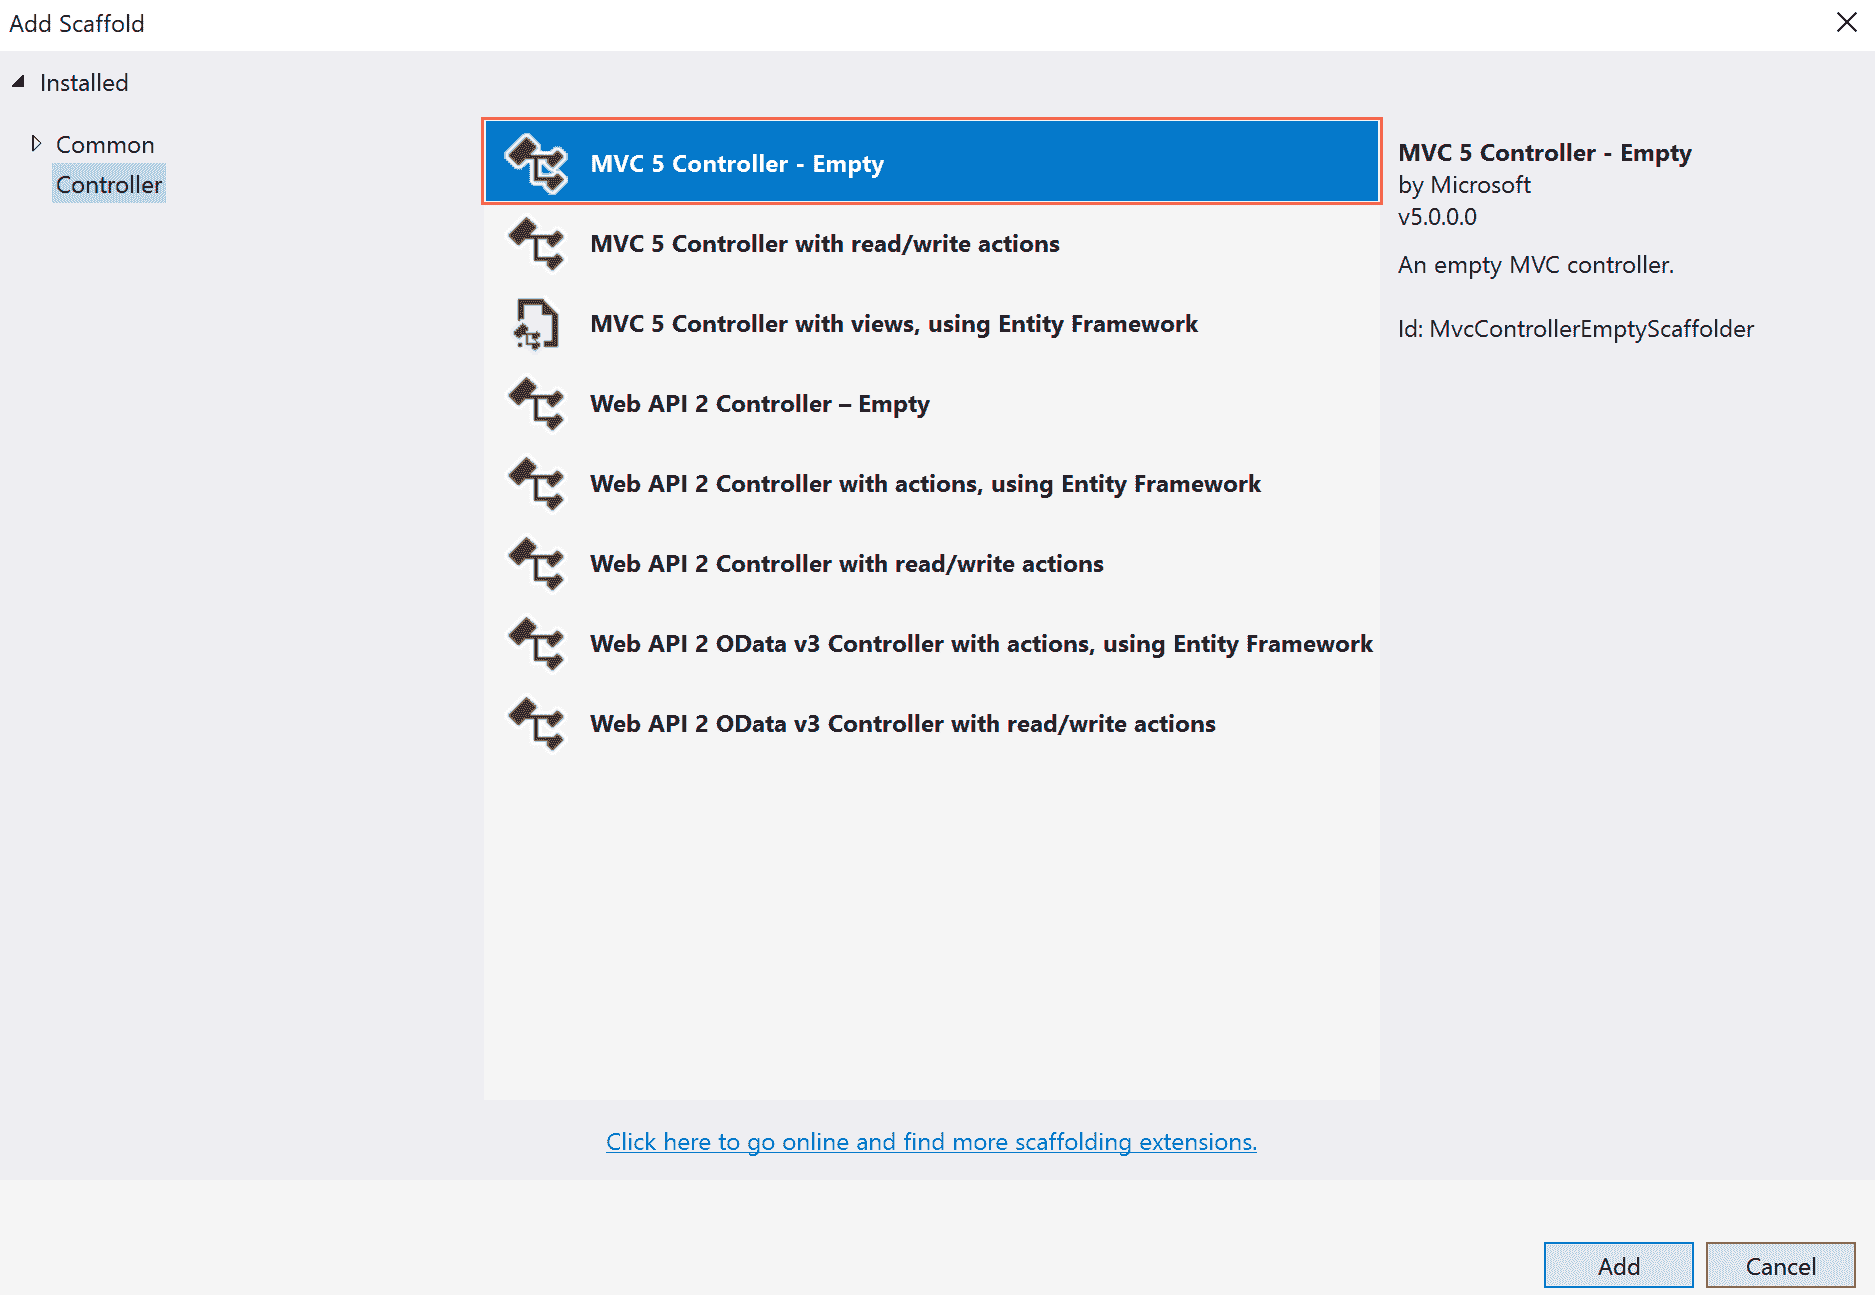 Add Scaffold
Installed
Common
Controller
MVC 5 Controller - Empty
MVC 5 Controller with read/write actions
MVC 5 Controller with views, using Entity Framework
Web API 2 Controller – Empty
Web API 2 Controller with actions, using Entity Framework
Web API 2 Controller with read/write actions
Web API 2 OData v3 Controller with actions, using Entity Framework
Web API 2 OData v3 Controller with read/write actions
MVC 5 Controller - Empty
by Microsoft
v5.0.0.0
An empty MVC controller.
Id: MvcControllerEmptyScaffolder
Click here to go online and find more scaffolding extensions.
Add
Cancel